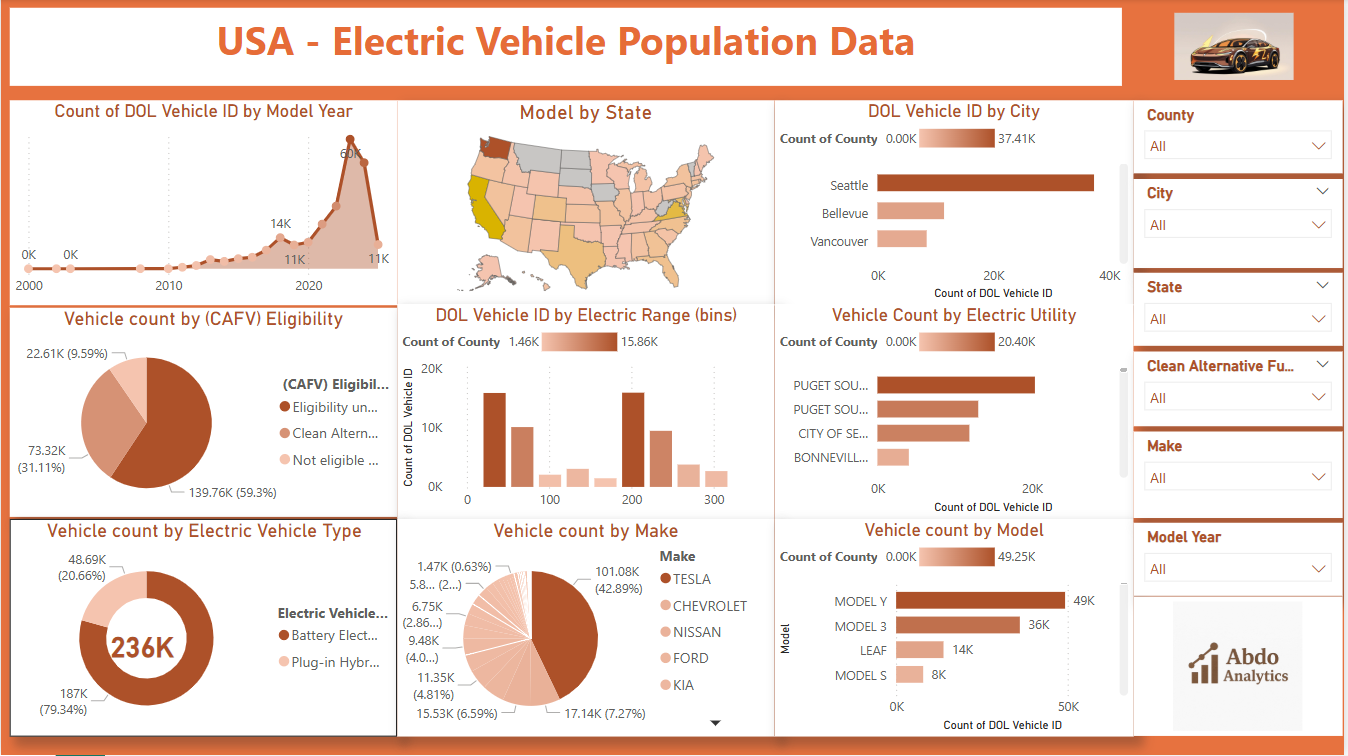 USA - Electric Vehicle Population Data
Count of DOL Vehicle ID by Model Year
60K
14K
0K
0K
11K
11K
2000
2010
2020
Model by State
DOL Vehicle ID by City
Count of County 0.00K 37.41K
Seattle
Bellevue
Vancouver
0K
20K
40K
Count of DOL Vehicle ID
County
All
City
All
State
All
Clean Alternative Fu...
All
Make
All
Model Year
All
Vehicle count by (CAFV) Eligibility
22.61K (9.59%)
73.32K
(31.11%)
139.76K (59.3%)
(CAFV) Eligibil...
Eligibility un...
Clean Altern...
Not eligible ...
DOL Vehicle ID by Electric Range (bins)
Count of County 1.46K 15.86K
Count of DOL Vehicle ID
20K
10K
0K
0
100
200
300
Vehicle Count by Electric Utility
Count of County 0.00K 20.40K
PUGET SOU...
PUGET SOU...
CITY OF SE...
BONNEVILL...
0K
20K
Count of DOL Vehicle ID
Vehicle count by Electric Vehicle Type
48.69K
(20.66%)
236K
187K
(79.34%)
Electric Vehicle...
Battery Elect...
Plug-in Hybr...
Vehicle count by Make
1.47K (0.63%)
5.8... (2...)
6.75K
(2.86...)
9.48K
(4.0...)
11.35K
(4.81%)
15.53K (6.59%)
17.14K (7.27%)
101.08K
(42.89%)
Make
TESLA
CHEVROLET
NISSAN
FORD
KIA
Vehicle count by Model
Count of County 0.00K 49.25K
Model
MODEL Y 49K
MODEL 3 36K
LEAF 14K
MODEL S 8K
0K
50K
Count of DOL Vehicle ID
Abdo
Analytics